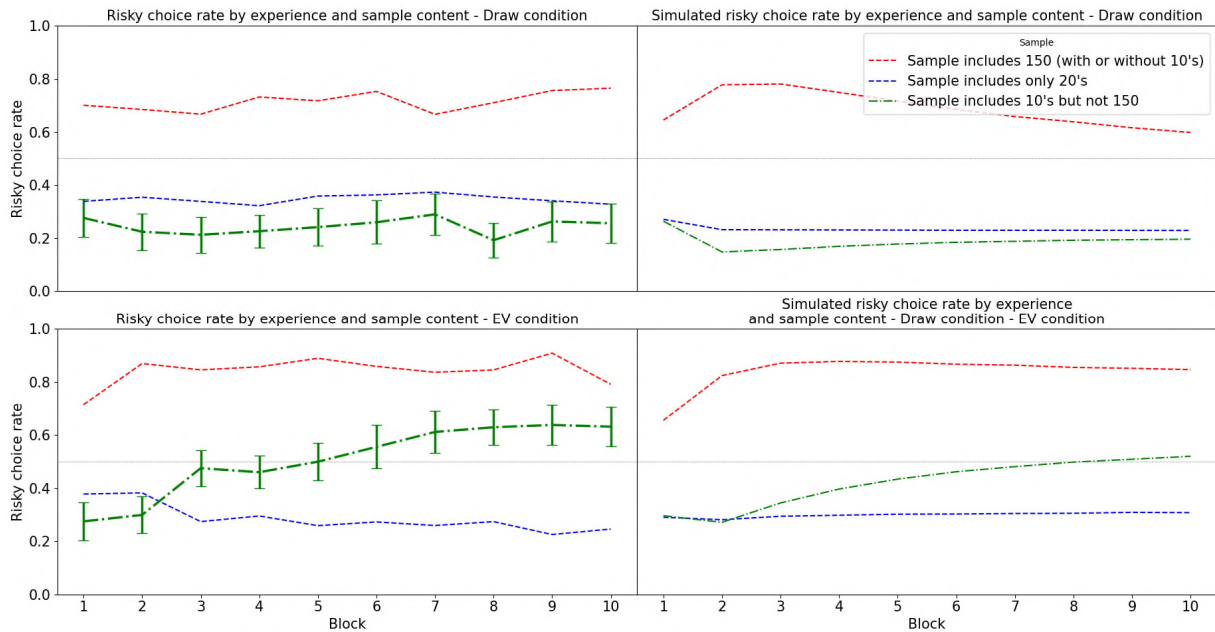 Risky choice rate by experience and sample content - Draw condition
Simulated risky choice rate by experience and sample content - Draw condition
1.0
0.8
0.6
0.4
0.2
0.0
Risky choice rate
Sample
Sample includes 150 (with or without 10's)
Sample includes only 20's
Sample includes 10's but not 150
Risky choice rate by experience and sample content - EV condition
Simulated risky choice rate by experience
and sample content - Draw condition - EV condition
1.0
0.8
0.6
0.4
0.2
0.0
Risky choice rate
1 2 3 4 5 6 7 8 9 10
Block
1 2 3 4 5 6 7 8 9 10
Block